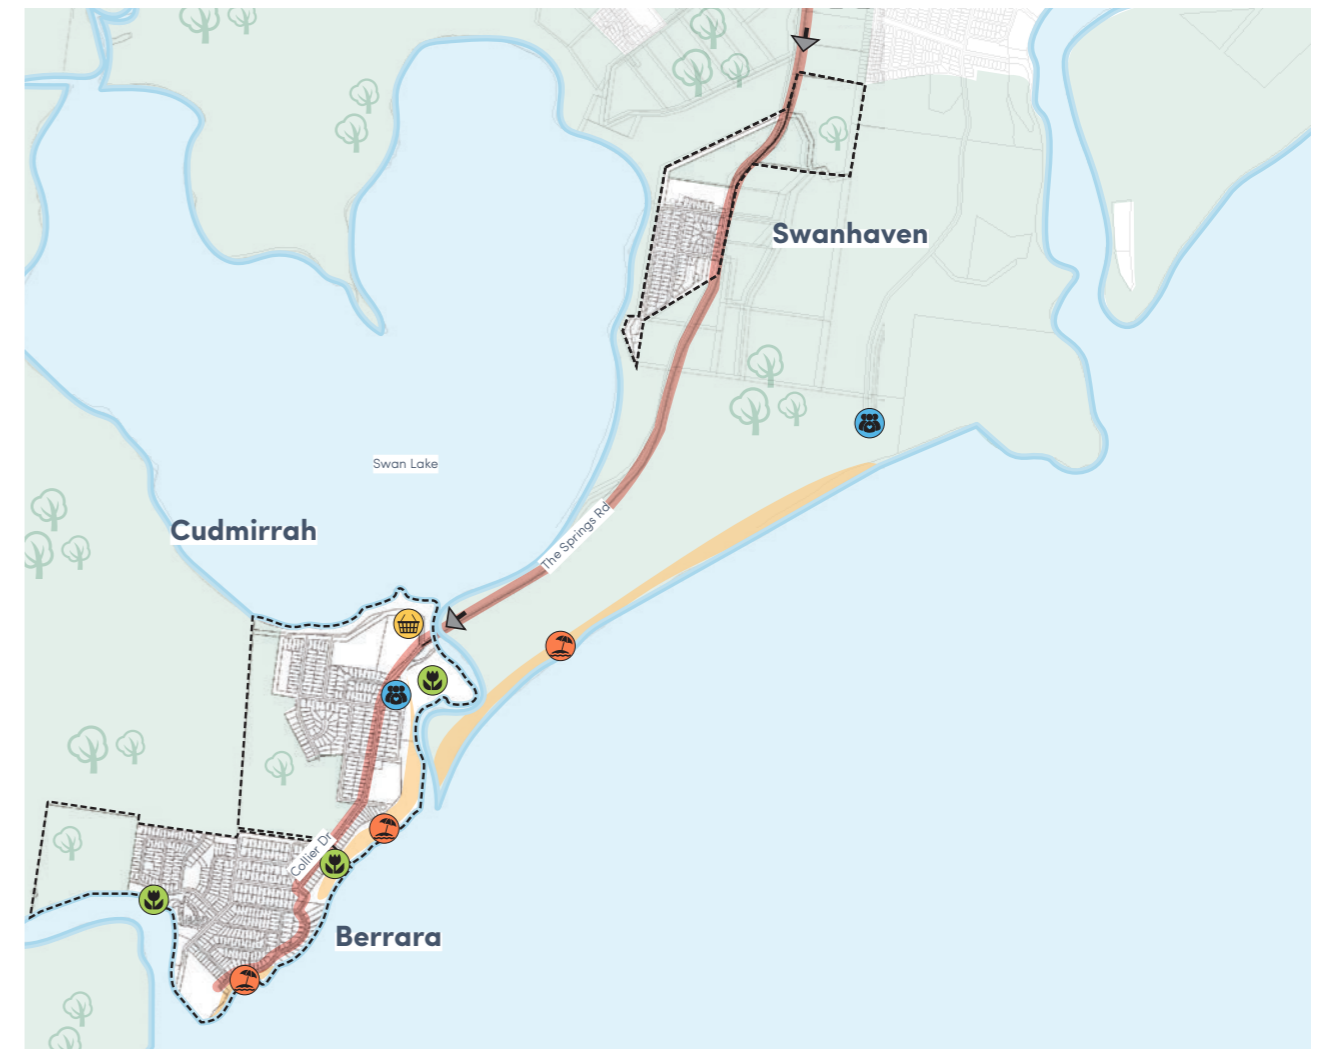 Swanhaven
Swan Lake
Cudmirrah
The Springs Rd
Collier Dr
Berrara